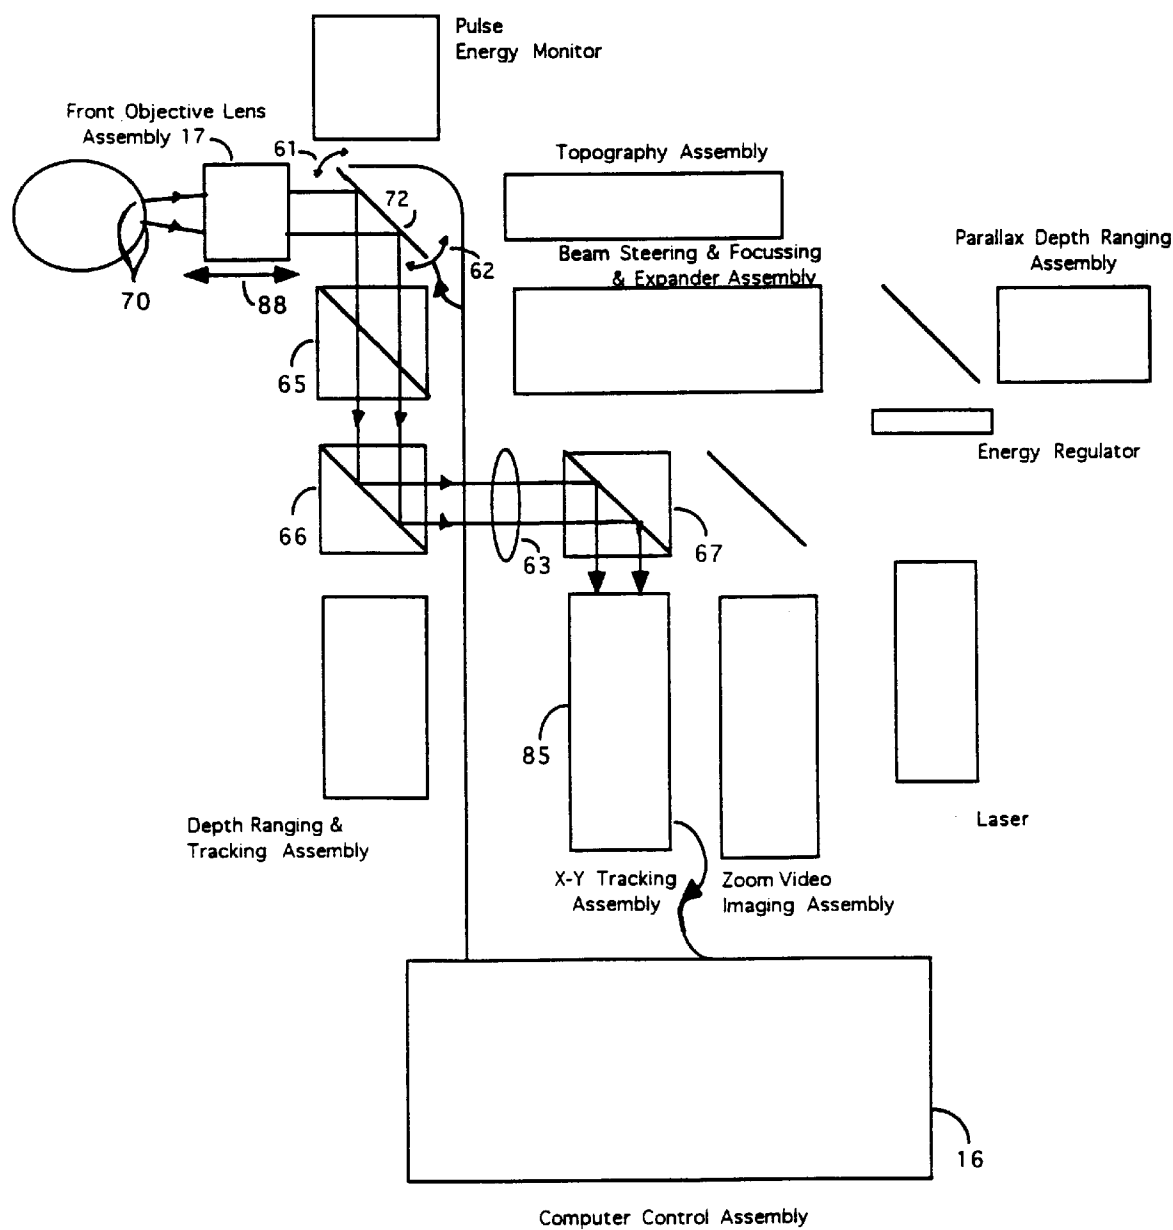 Pulse
Energy Monitor
Front Objective Lens
Assembly 17
61
Topography Assembly
72
62
Beam Steering & Focussing
& Expander Assembly
Parallax Depth Ranging
Assembly
70
88
65
Energy Regulator
66
63
67
85
Laser
Depth Ranging &
Tracking Assembly
X-Y Tracking
Assembly
Zoom Video
Imaging Assembly
16
Computer Control Assembly